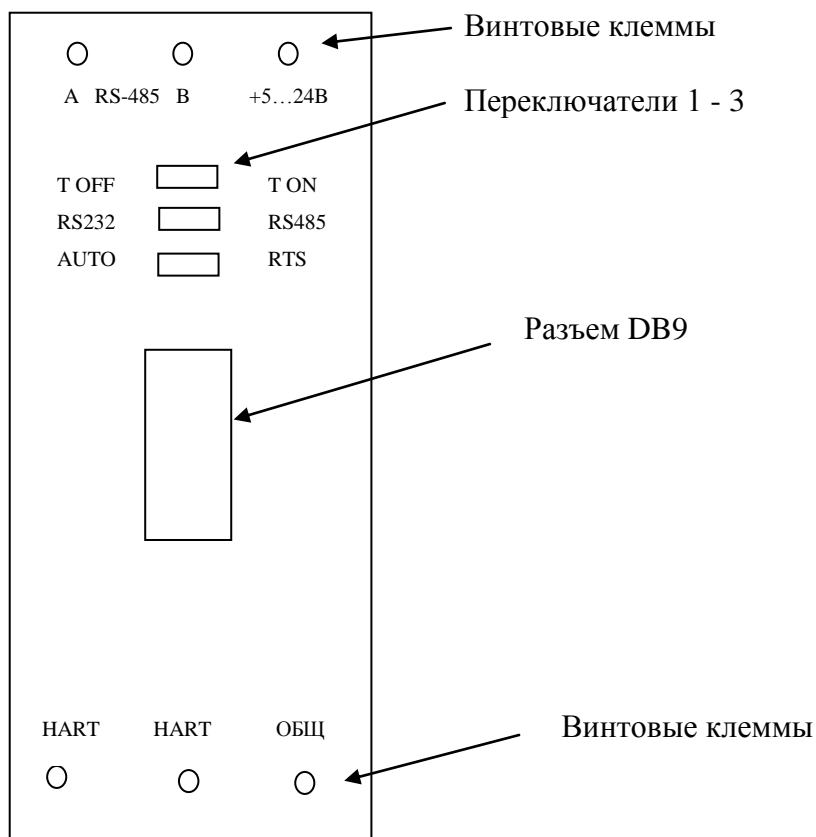 Винтовые клеммы
A RS-485 B +5…24В
Переключатели 1 - 3
T OFF T ON
RS232 RS485
AUTO RTS
Разъем DB9
HART HART ОБЩ
Винтовые клеммы